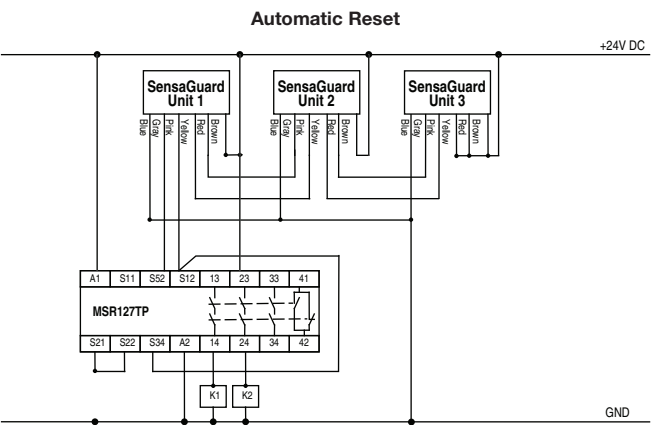 Automatic Reset
+24V DC
SensaGuard
Unit 1
SensaGuard
Unit 2
SensaGuard
Unit 3
Blue
Gray
Pink
Yellow
Red
Brown
Blue
Gray
Pink
Yellow
Red
Brown
Blue
Gray
Pink
Yellow
Red
Brown
A1 S11 S52 S12 13 23 33 41
MSR127TP
S21 S22 S34 A2 14 24 34 42
K1 K2
GND